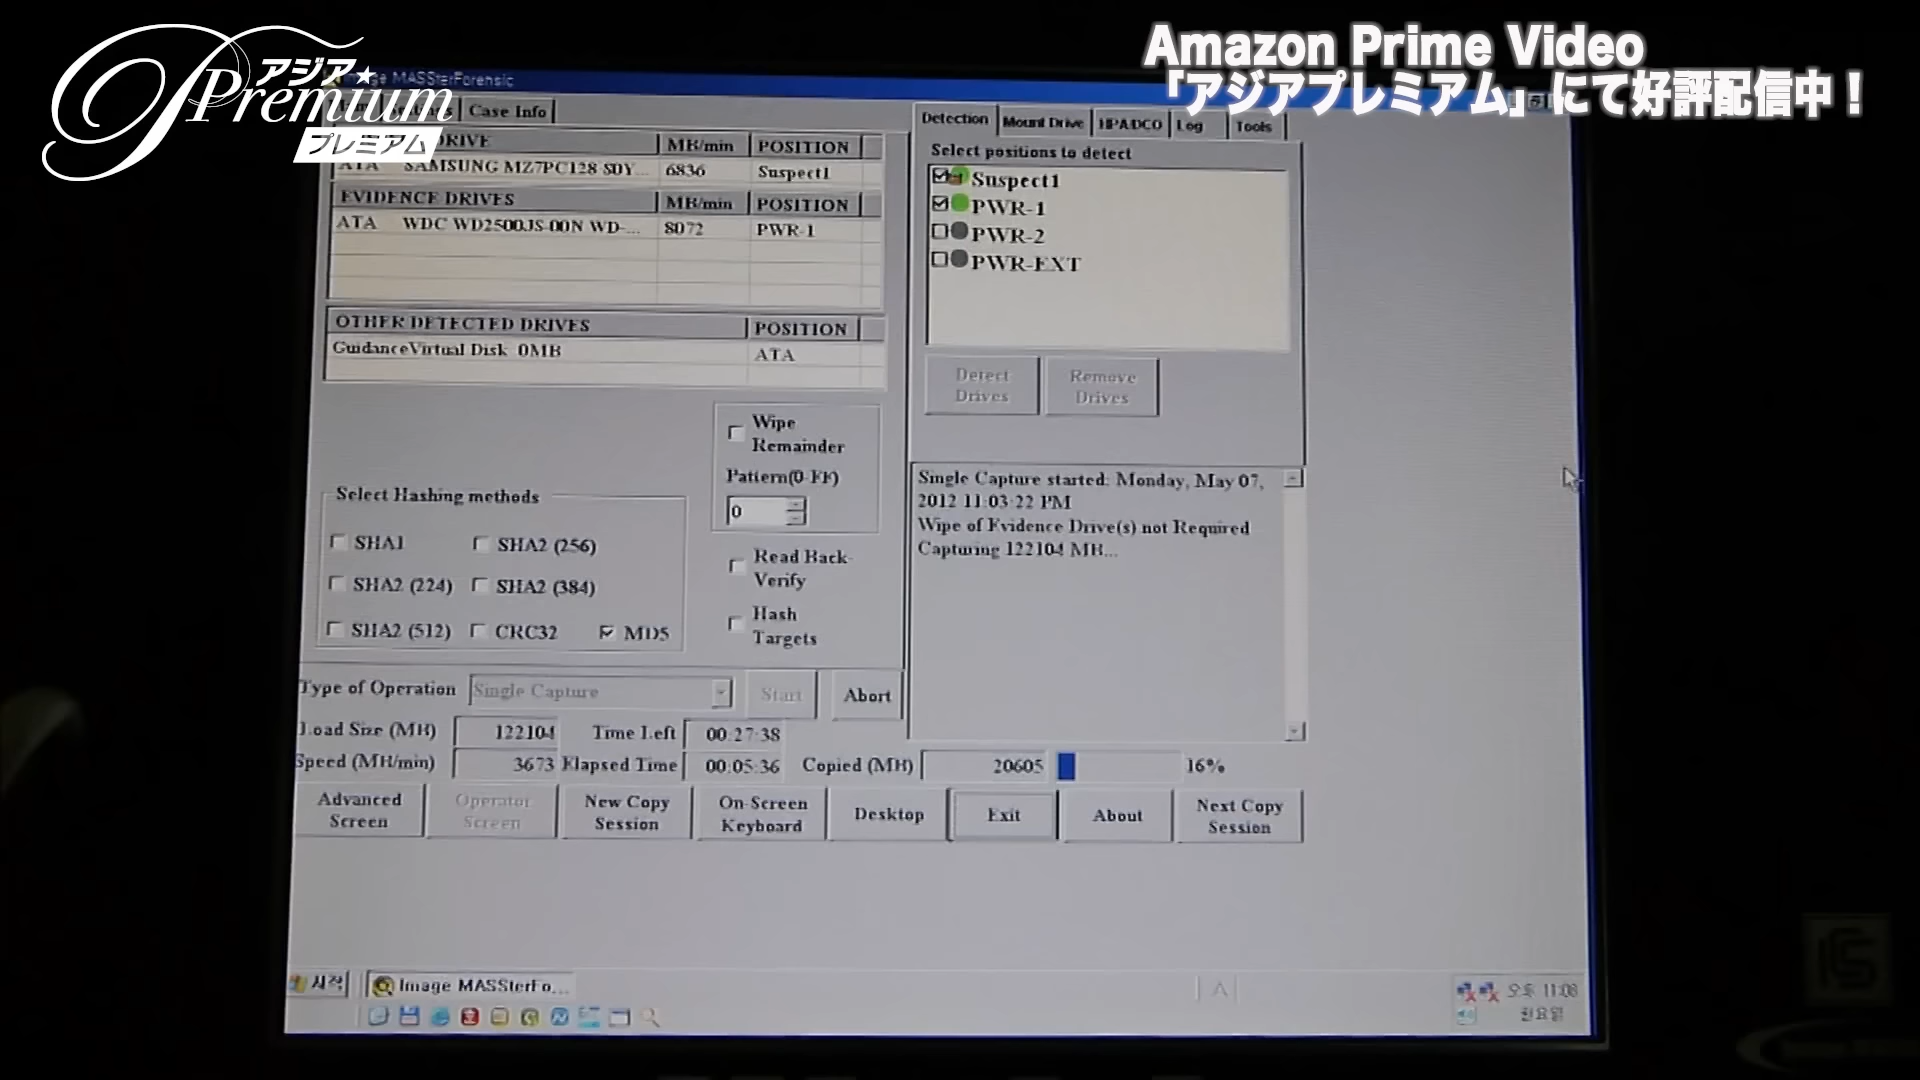 Premium
アジア★
プレミアム
Amazon Prime Video
「アジアプレミアム」にて好評配信中！
MASSterForensic
Case Info
DRIVE MB/min POSITION
ATA SAMSUNG MZ7PC128 SDY... 6836 Suspect1
EVIDENCE DRIVES MB/min POSITION
ATA WDC WD2500JS-00N WD-... 8072 PWR-1
OTHER DETECTED DRIVES POSITION
GuidanceVirtual Disk 0MB ATA
Detection Mount Drive HPA/DCO Log Tools
Select positions to detect
Suspect1
PWR-1
PWR-2
PWR-EXT
Detect Drives
Remove Drives
Wipe Remainder
Pattern(0-FF)
0
Select Hashing methods
SHA1 SHA2 (256)
SHA2 (224) SHA2 (384)
SHA2 (512) CRC32 MD5
Read Back-Verify
Hash Targets
Single Capture started: Monday, May 07,
2012 11:03:22 PM
Wipe of Evidence Drive(s) not Required
Capturing 122104 MB...
Type of Operation Single Capture Start Abort
Load Size (MB) 122104 Time Left 00:27:38
Speed (MB/min) 3673 Elapsed Time 00:05:36 Copied (MB) 20605 16%
Advanced Screen
Operator Screen
New Copy Session
On-Screen Keyboard
Desktop
Exit
About
Next Copy Session
시작 Image MASSterFo...
A
오후 11:08
월요일